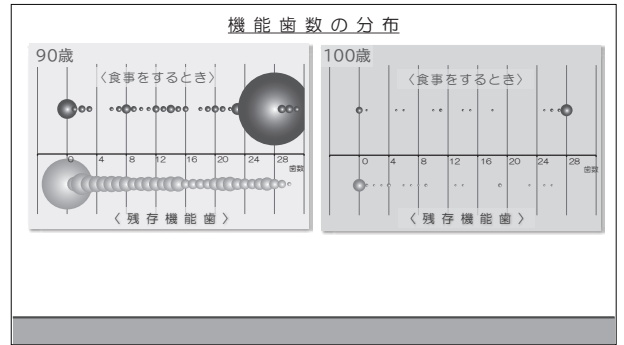 機能歯数の分布
90歳
〈食事をするとき〉
0 4 8 12 16 20 24 28
歯数
〈残存機能歯〉
100歳
〈食事をするとき〉
0 4 8 12 16 20 24 28
歯数
〈残存機能歯〉